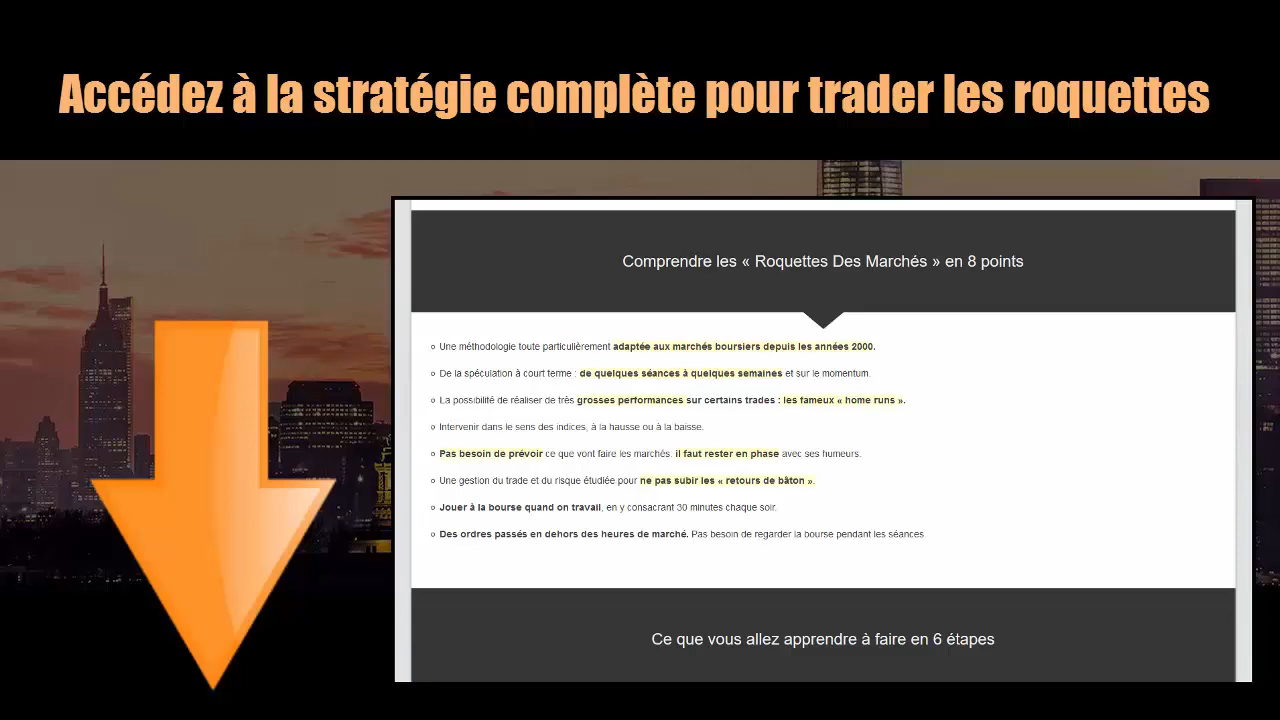 Accédez à la stratégie complète pour trader les roquettes
Comprendre les « Roquettes Des Marchés » en 8 points
Une méthodologie toute particulièrement adaptée aux marchés boursiers depuis les années 2000.
De la spéculation à court terme : de quelques séances à quelques semaines et sur le momentum.
La possibilité de réaliser de très grosses performances sur certains trades : les fameux « home runs ».
Intervenir dans le sens des indices, à la hausse ou à la baisse.
Pas besoin de prévoir ce que vont faire les marchés, il faut rester en phase avec ses humeurs.
Une gestion du trade et du risque étudiée pour ne pas subir les « retours de bâton ».
Jouer à la bourse quand on travail, en y consacrant 30 minutes chaque soir.
Des ordres passés en dehors des heures de marché. Pas besoin de regarder la bourse pendant les séances
Ce que vous allez apprendre à faire en 6 étapes